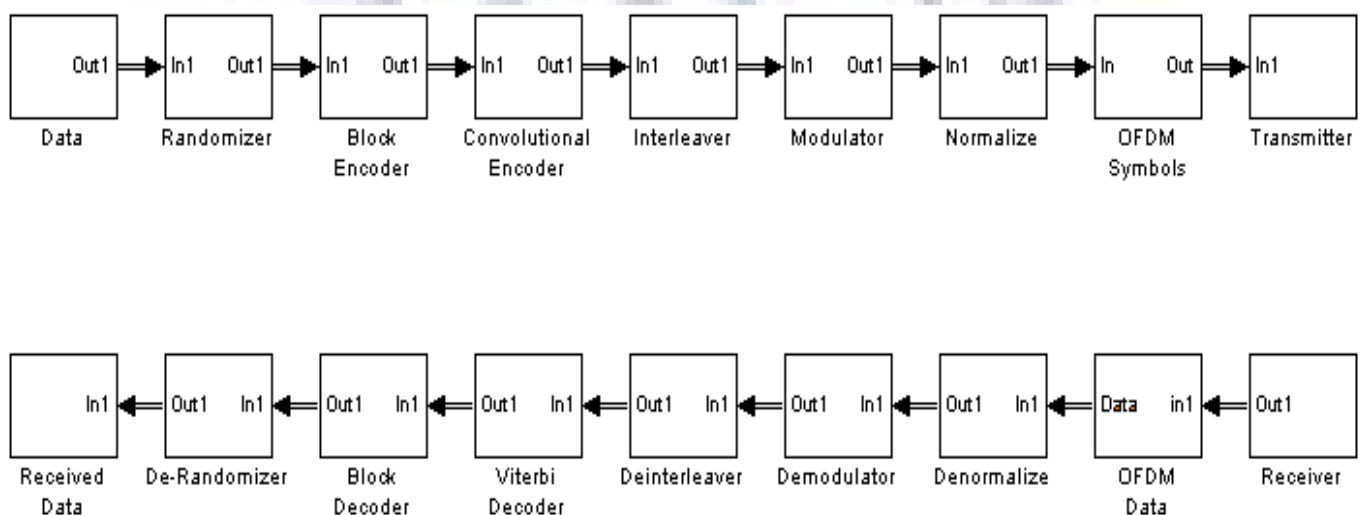 Out1 In1 Out1 In1 Out1 In1 Out1 In1 Out1 In1 Out1 In1 Out1 In Out In1
Data Randomizer Block Convolutional Interleaver Modulator Normalize OFDM Transmitter
Encoder Encoder Symbols
In1 Out1 In1 Out1 In1 Out1 In1 Out1 In1 Out1 In1 Out1 In1 Data in1 Out1
Received De-Randomizer Block Viterbi Deinterleaver Demodulator Denormalize OFDM Receiver
Data Decoder Decoder Data